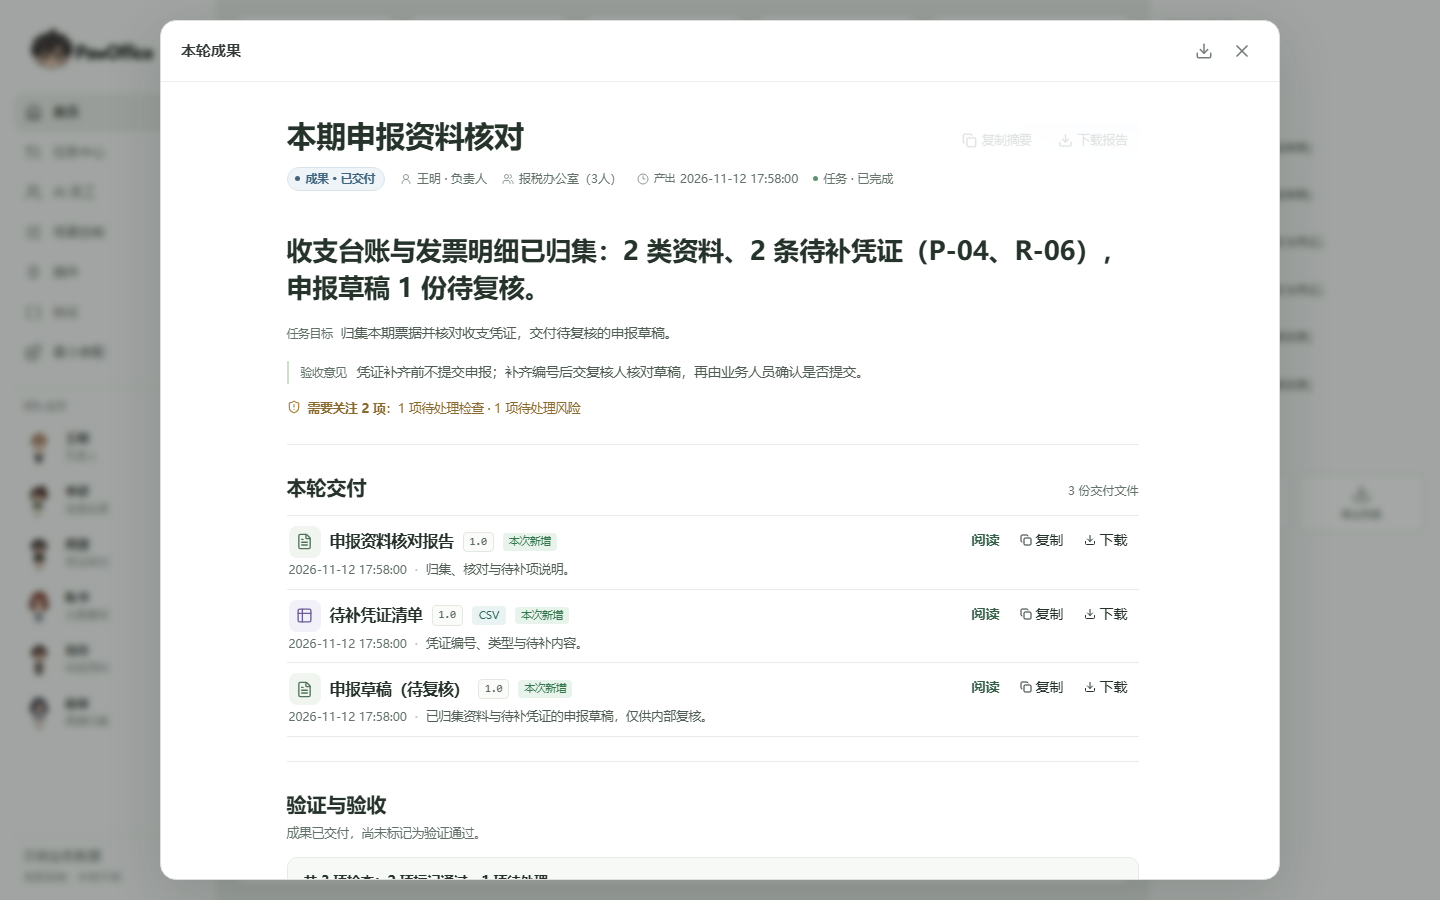 本轮成果
本期申报资料核对
复制摘要 下载报告
成果·已交付 王明·负责人 报税办公室（3人） 产出 2026-11-12 17:58:00 任务·已完成
收支台账与发票明细已归集：2 类资料、2 条待补凭证（P-04、R-06），
申报草稿 1 份待复核。
任务目标 归集本期票据并核对收支凭证，交付待复核的申报草稿。
验收意见 凭证补齐前不提交申报；补齐编号后交复核人核对草稿，再由业务人员确认是否提交。
需要关注 2 项：1 项待处理检查·1 项待处理风险
本轮交付 3 份交付文件
申报资料核对报告 1.0 本次新增 阅读 复制 下载
2026-11-12 17:58:00 · 归集、核对与待补项说明。
待补凭证清单 1.0 CSV 本次新增 阅读 复制 下载
2026-11-12 17:58:00 · 凭证编号、类型与待补内容。
申报草稿（待复核） 1.0 本次新增 阅读 复制 下载
2026-11-12 17:58:00 · 已归集资料与待补凭证的申报草稿，仅供内部复核。
验证与验收
成果已交付，尚未标记为验证通过。